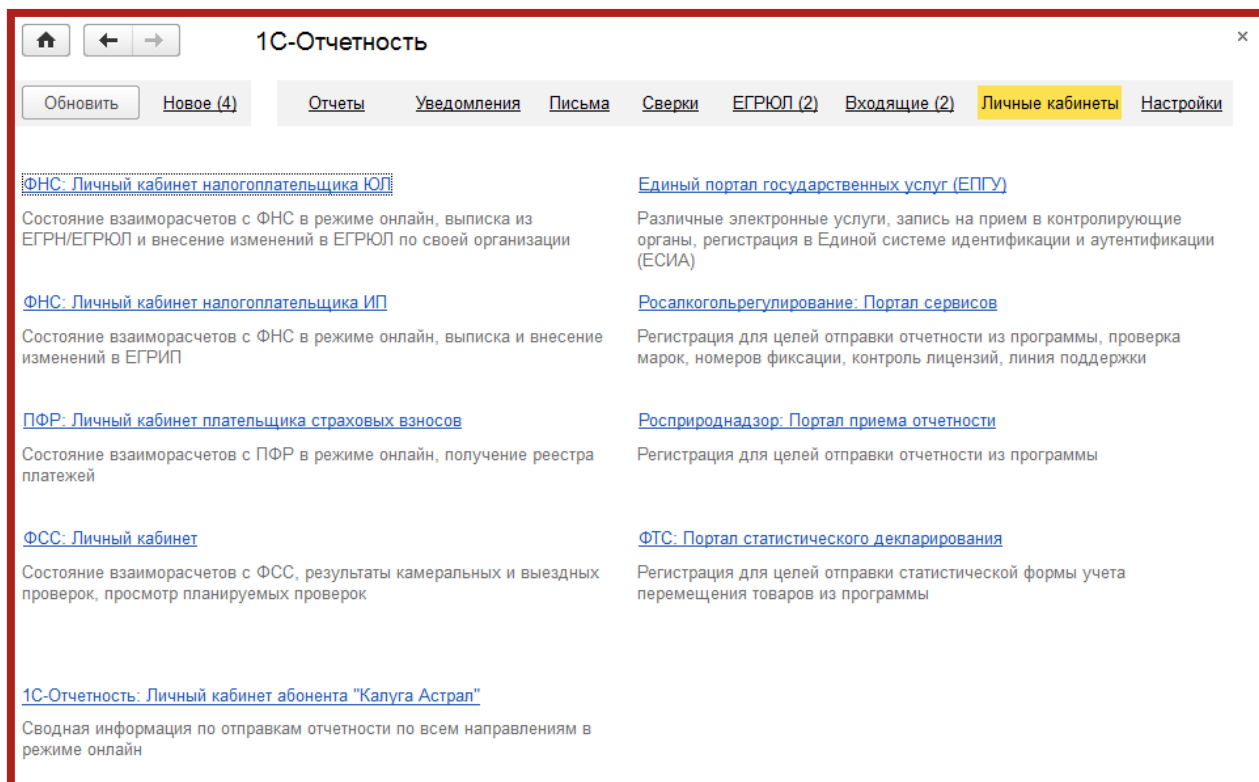 1С-Отчетность
Обновить Новое (4) Отчеты Уведомления Письма Сверки ЕГРЮЛ (2) Входящие (2) Личные кабинеты Настройки
ФНС: Личный кабинет налогоплательщика ЮЛ
Состояние взаиморасчетов с ФНС в режиме онлайн, выписка из
ЕГРН/ЕГРЮЛ и внесение изменений в ЕГРЮЛ по своей организации
ФНС: Личный кабинет налогоплательщика ИП
Состояние взаиморасчетов с ФНС в режиме онлайн, выписка и внесение
изменений в ЕГРИП
ПФР: Личный кабинет плательщика страховых взносов
Состояние взаиморасчетов с ПФР в режиме онлайн, получение реестра
платежей
ФСС: Личный кабинет
Состояние взаиморасчетов с ФСС, результаты камеральных и выездных
проверок, просмотр планируемых проверок
1С-Отчетность: Личный кабинет абонента "Калуга Астрал"
Сводная информация по отправкам отчетности по всем направлениям в
режиме онлайн
Единый портал государственных услуг (ЕПГУ)
Различные электронные услуги, запись на прием в контролирующие
органы, регистрация в Единой системе идентификации и аутентификации
(ЕСИА)
Росалкогольрегулирование: Портал сервисов
Регистрация для целей отправки отчетности из программы, проверка
марок, номеров фиксации, контроль лицензий, линия поддержки
Росприроднадзор: Портал приема отчетности
Регистрация для целей отправки отчетности из программы
ФТС: Портал статистического декларирования
Регистрация для целей отправки статистической формы учета
перемещения товаров из программы